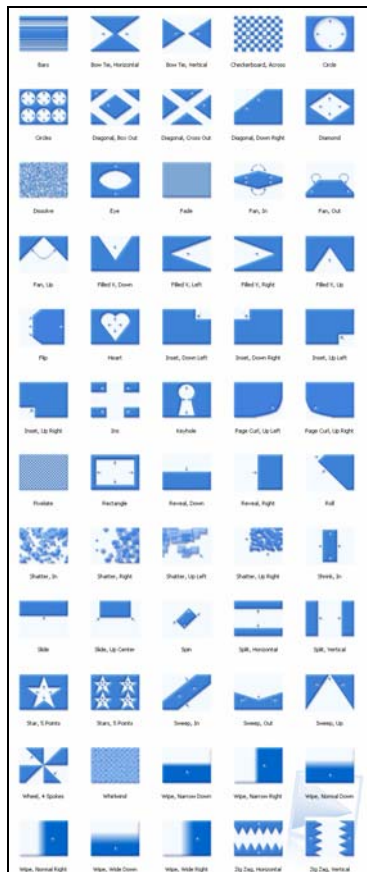 Bars Bow Tie, Horizontal Bow Tie, Vertical Checkerboard, Across Circle
Circles Diagonal, Box Out Diagonal, Cross Out Diagonal, Down Right Diamond
Dissolve Eye Fade Fan, In Fan, Out
Fan, Up Filled V, Down Filled V, Left Filled V, Right Filled V, Up
Flip Heart Inset, Down Left Inset, Down Right Inset, Up Left
Inset, Up Right Iris Keyhole Page Curl, Up Left Page Curl, Up Right
Pixelate Rectangle Reveal, Down Reveal, Right Roll
Shatter, In Shatter, Right Shatter, Up Left Shatter, Up Right Shrink, In
Slide Slide, Up Center Spin Split, Horizontal Split, Vertical
Star, 5 Points Stars, 5 Points Sweep, In Sweep, Out Sweep, Up
Wheel, 4 Spokes Whirlwind Wipe, Narrow Down Wipe, Narrow Right Wipe, Normal Down
Wipe, Normal Right Wipe, Wide Down Wipe, Wide Right Zig Zag, Horizontal Zig Zag, Vertical